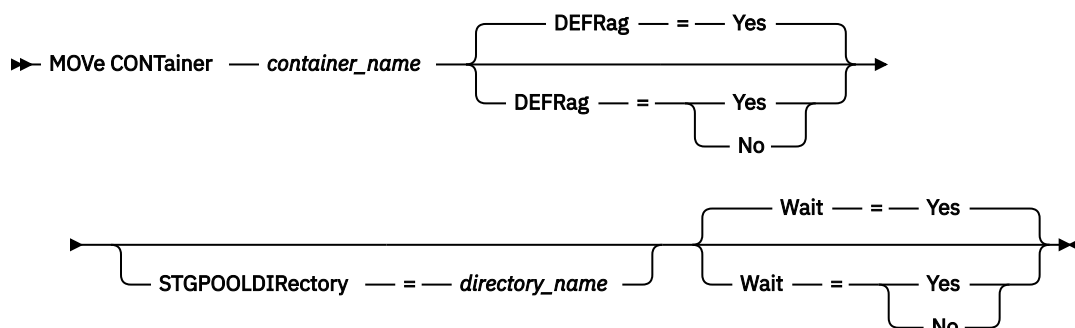 DEFRag = Yes
MOVe CONTainer container_name
DEFRag = Yes
No
Wait = Yes
STGPOOLDIRectory = directory_name
Wait = Yes
No